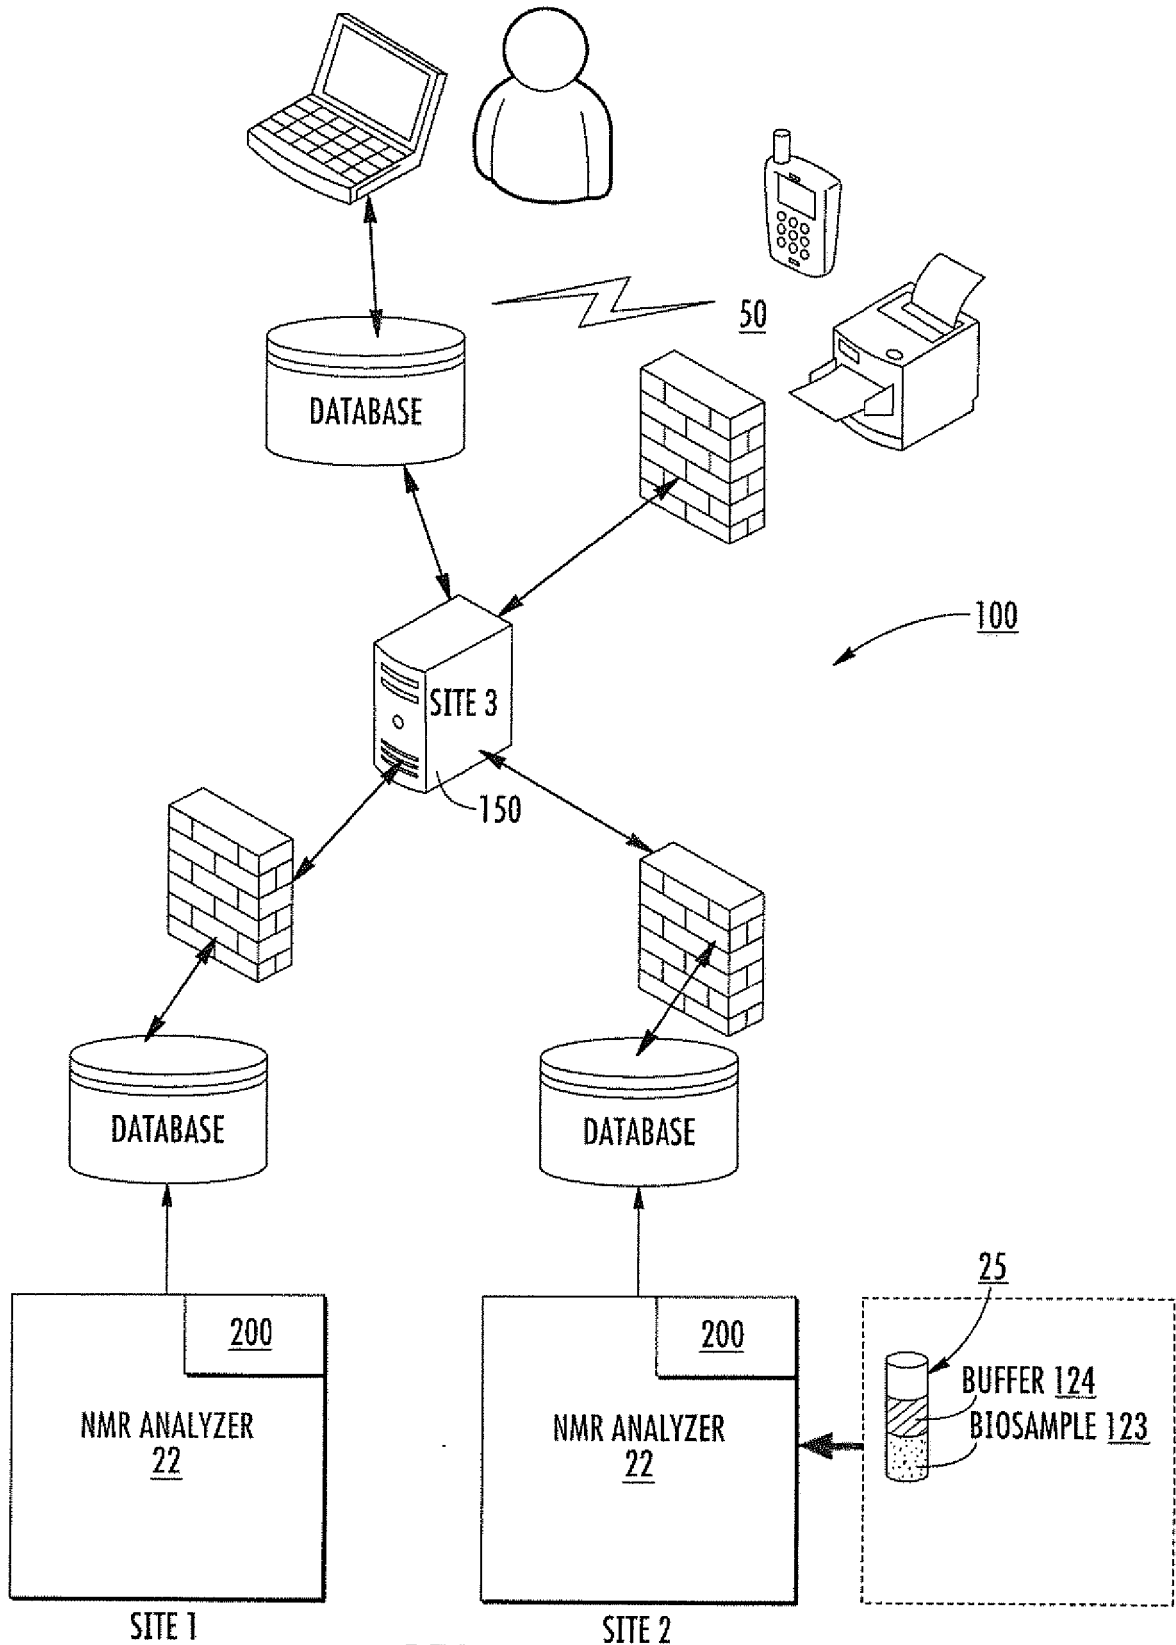 50
DATABASE
100
SITE 3
150
DATABASE
DATABASE
25
200
200
BUFFER 124
BIOSAMPLE 123
NMR ANALYZER
22
NMR ANALYZER
22
SITE 1
SITE 2